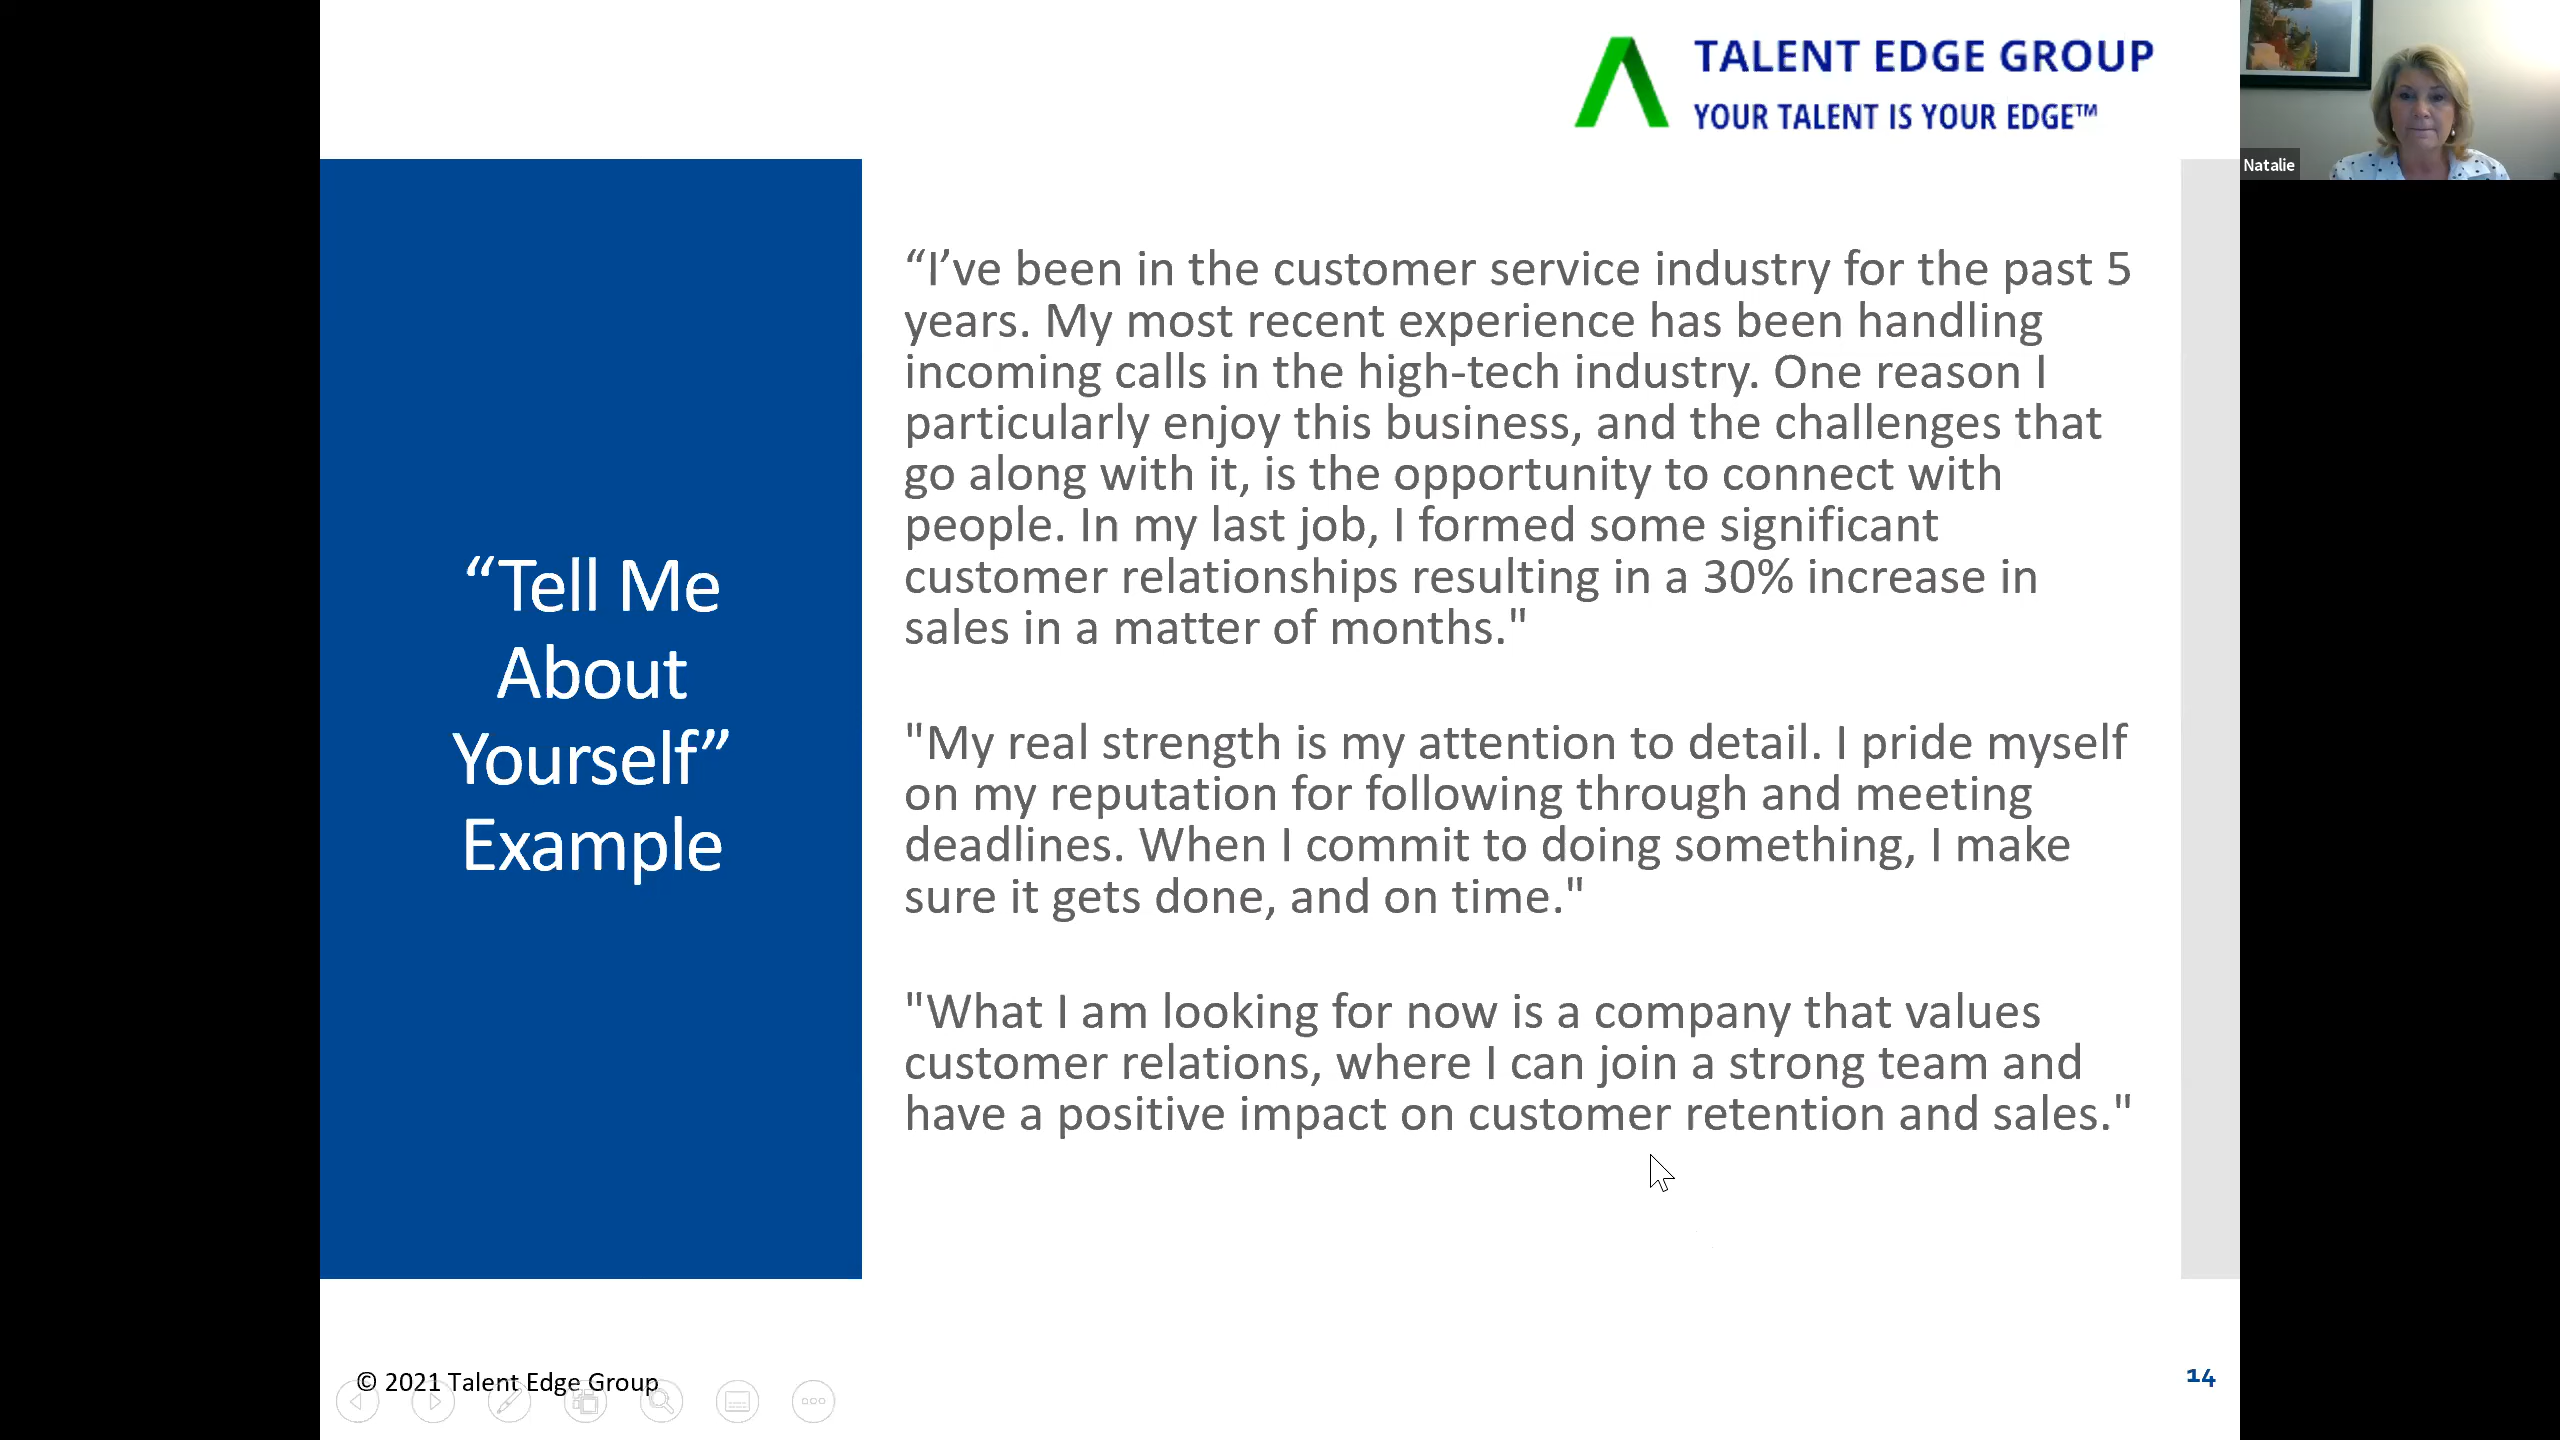 TALENT EDGE GROUP
YOUR TALENT IS YOUR EDGE™
Natalie
“Tell Me
About
Yourself”
Example
“I’ve been in the customer service industry for the past 5
years. My most recent experience has been handling
incoming calls in the high-tech industry. One reason I
particularly enjoy this business, and the challenges that
go along with it, is the opportunity to connect with
people. In my last job, I formed some significant
customer relationships resulting in a 30% increase in
sales in a matter of months."
"My real strength is my attention to detail. I pride myself
on my reputation for following through and meeting
deadlines. When I commit to doing something, I make
sure it gets done, and on time."
"What I am looking for now is a company that values
customer relations, where I can join a strong team and
have a positive impact on customer retention and sales."
© 2021 Talent Edge Group
14